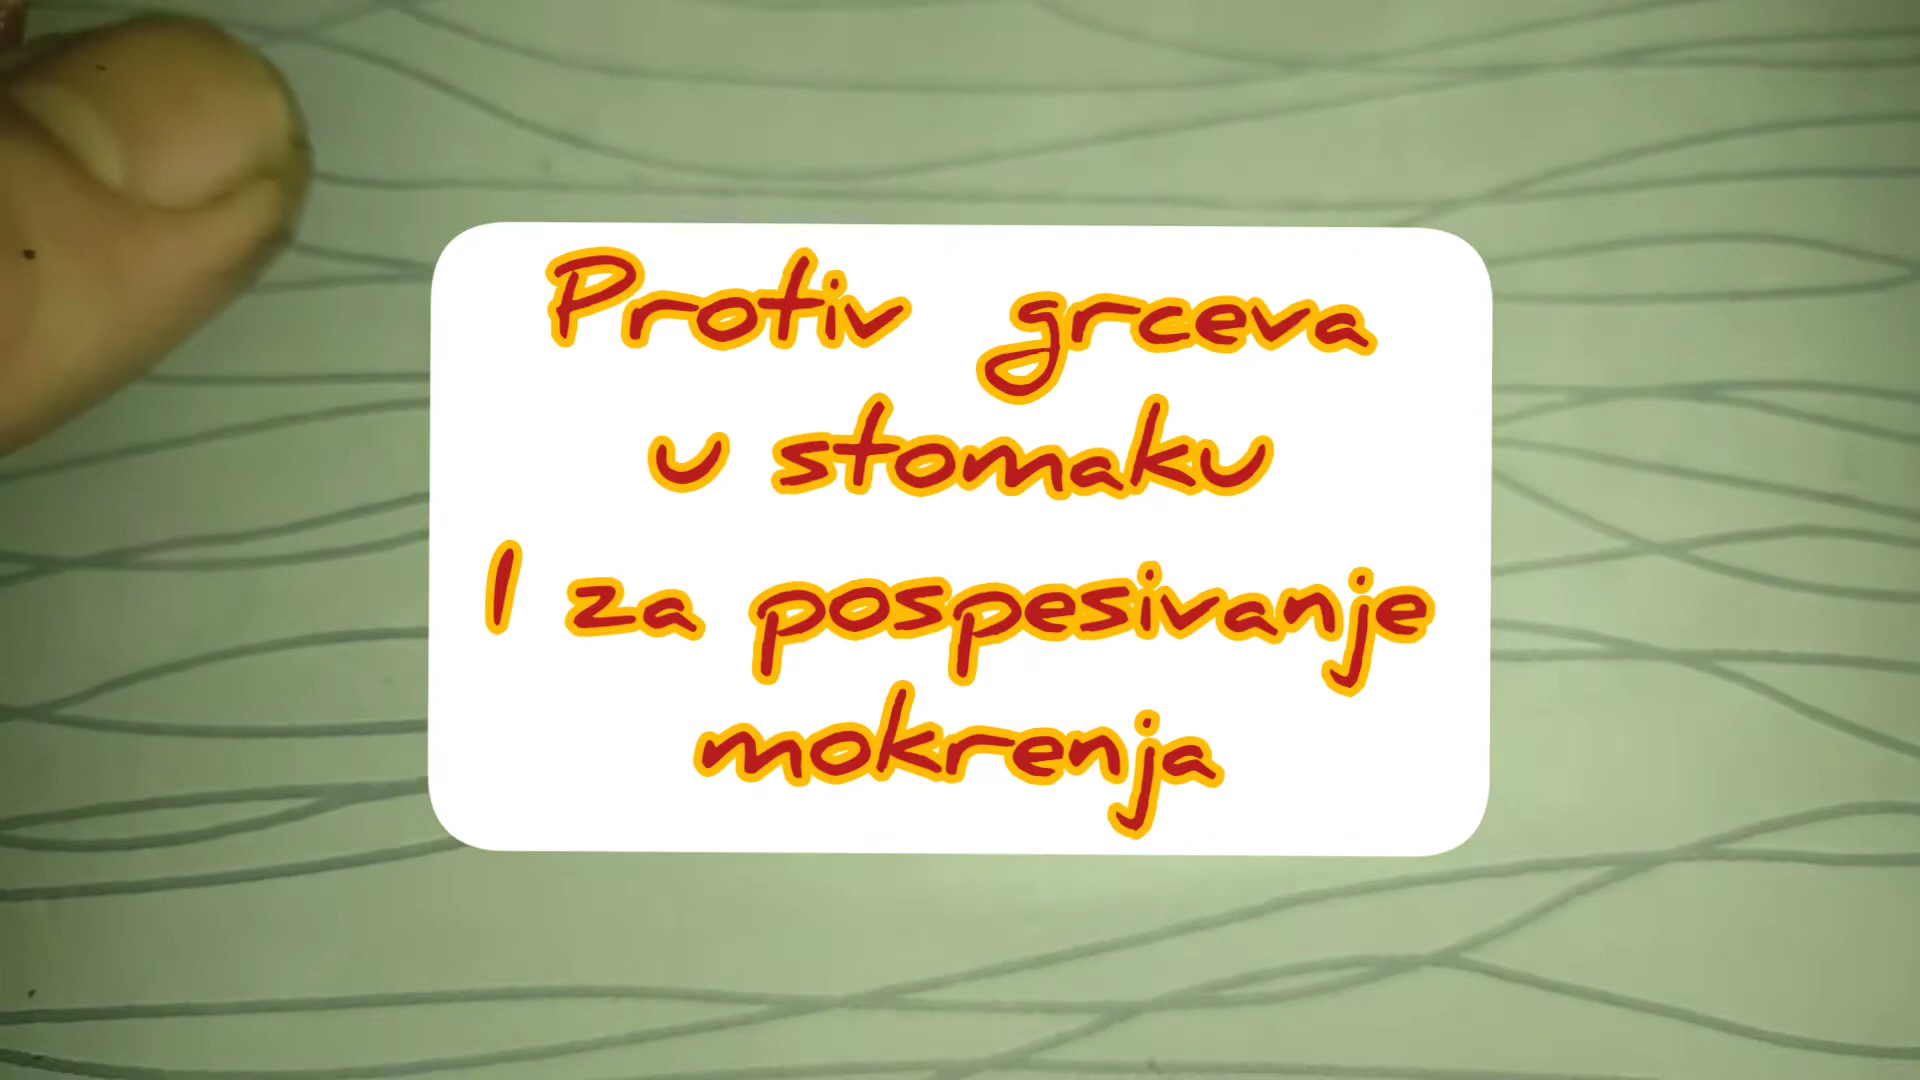 Protiv grceva
u stomaku
I za pospesivanje
mokrenja